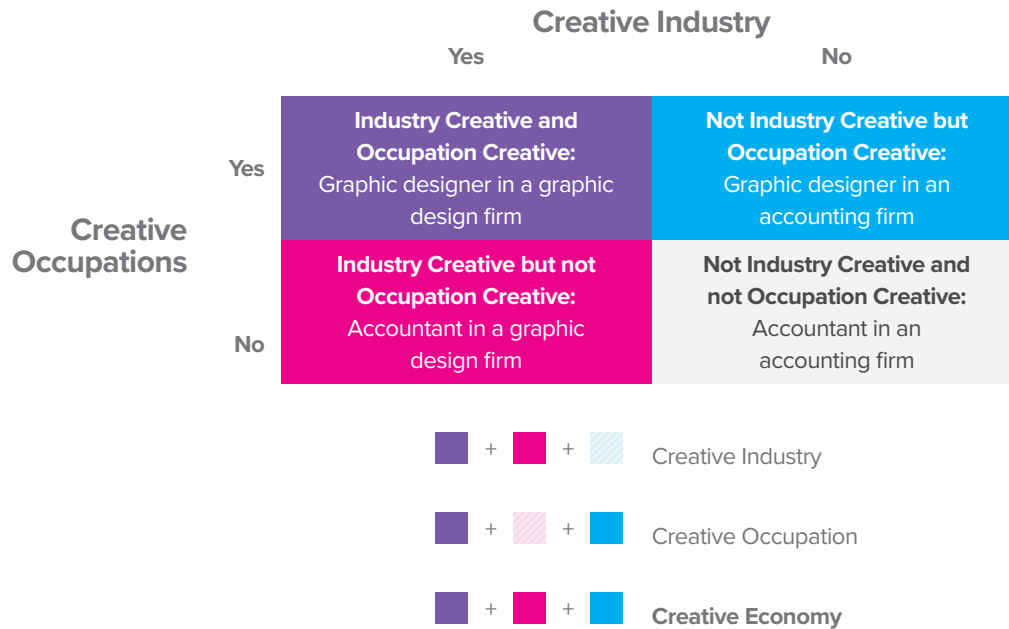 Creative Industry
Yes
No
Creative
Occupations
Yes
Industry Creative and
Occupation Creative:
Graphic designer in a graphic
design firm
Not Industry Creative but
Occupation Creative:
Graphic designer in an
accounting firm
No
Industry Creative but not
Occupation Creative:
Accountant in a graphic
design firm
Not Industry Creative and
not Occupation Creative:
Accountant in an
accounting firm
+ + Creative Industry
+ + Creative Occupation
+ + Creative Economy